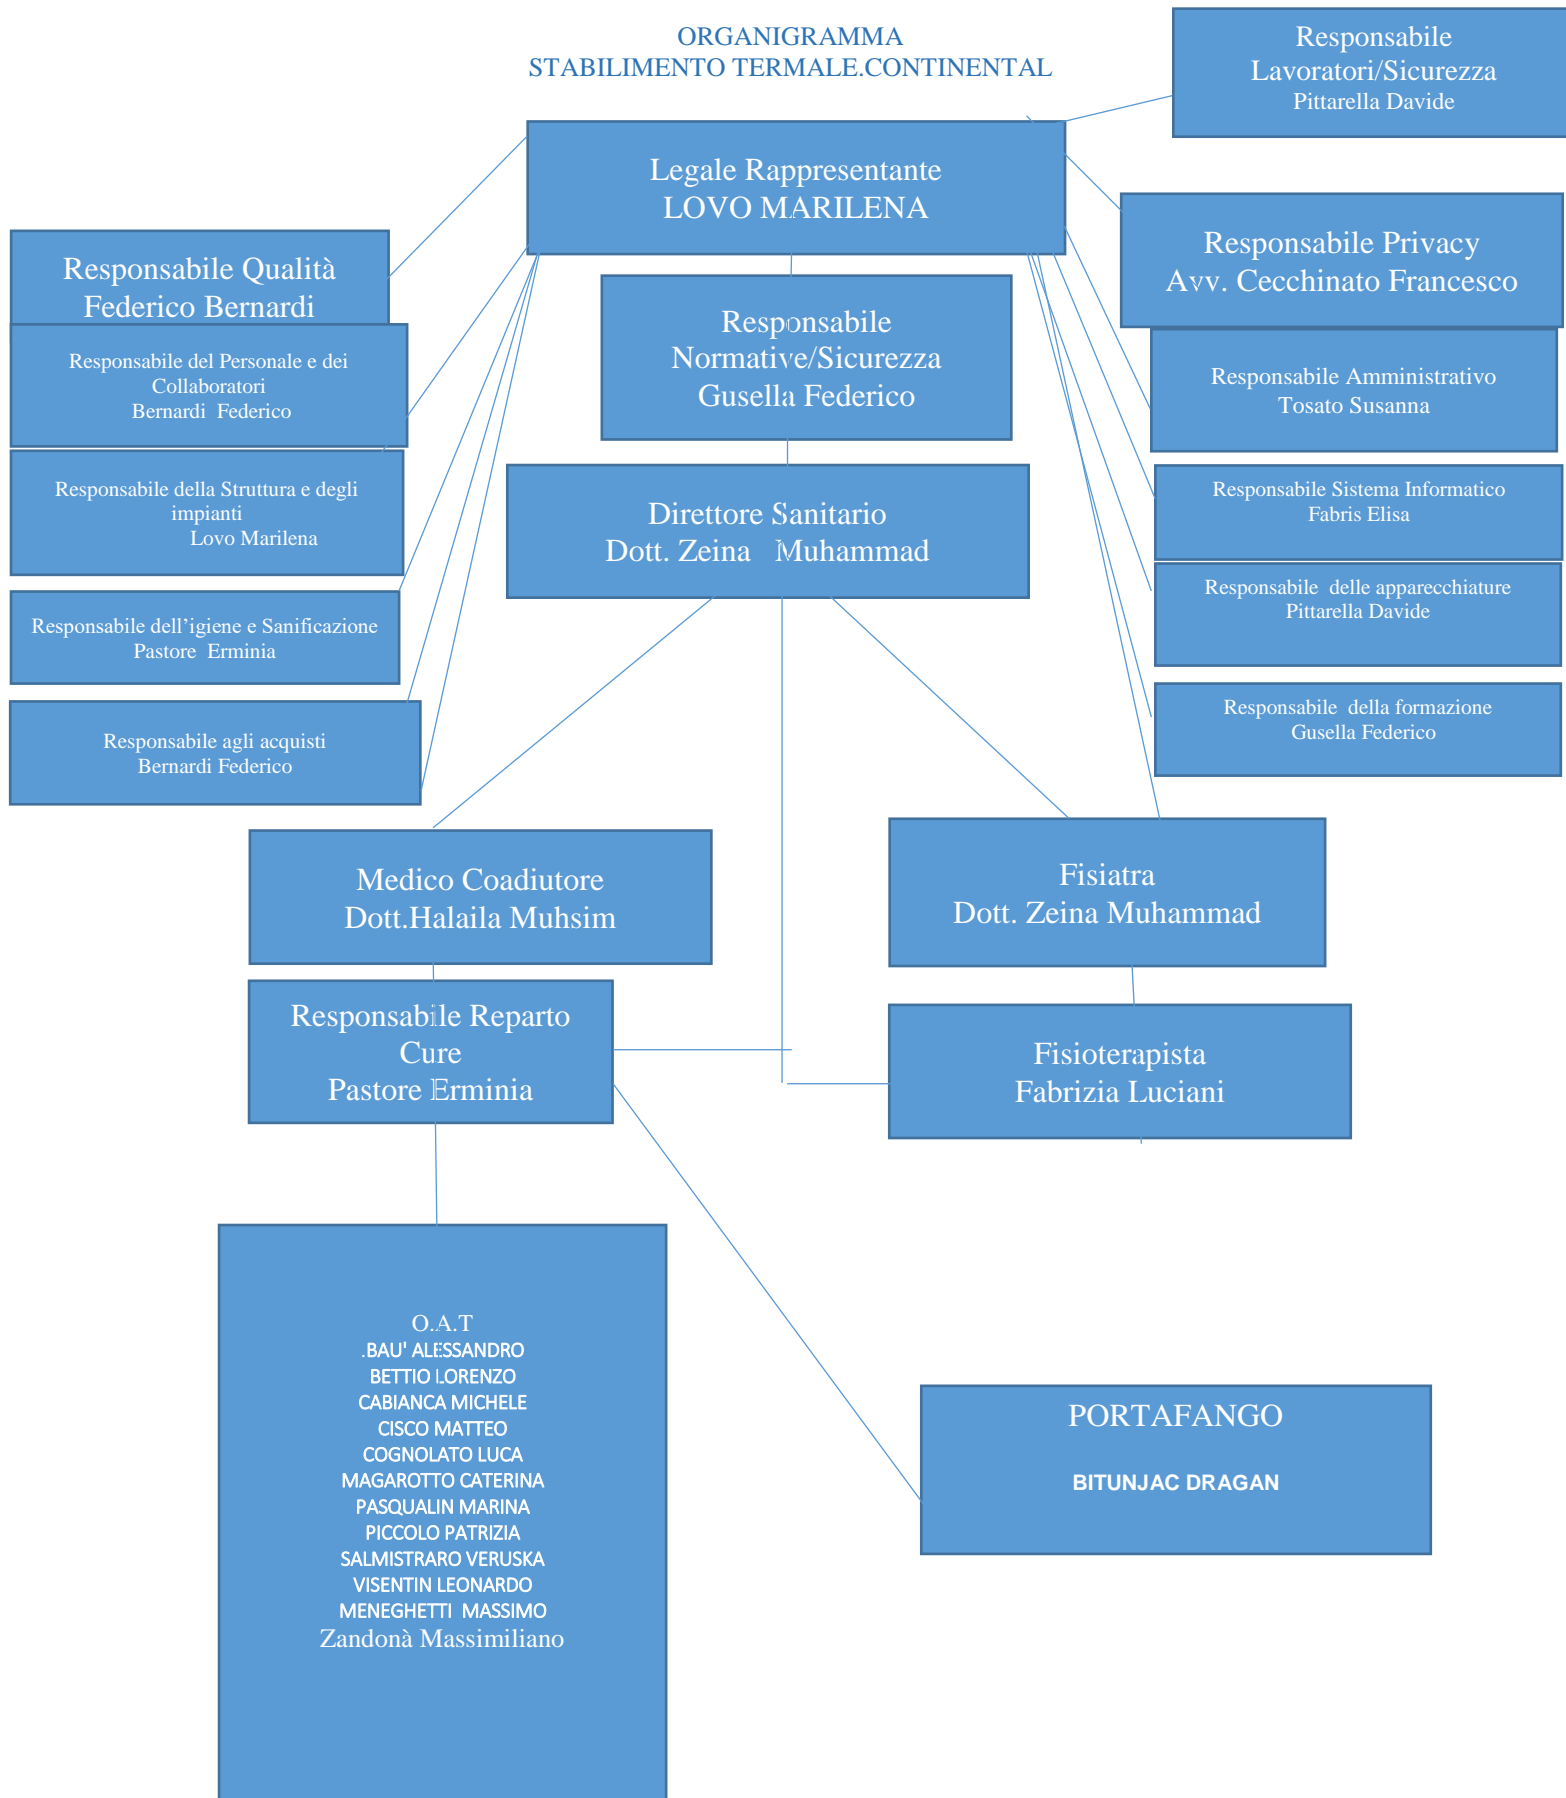 ORGANIGRAMMA
STABILIMENTO TERMALE.CONTINENTAL
Responsabile
Lavoratori/Sicurezza
Pittarella Davide
Legale Rappresentante
LOVO MARILENA
Responsabile Privacy
Avv. Cecchinato Francesco
Responsabile Qualità
Federico Bernardi
Responsabile
Normative/Sicurezza
Gusella Federico
Responsabile del Personale e dei
Collaboratori
Bernardi  Federico
Responsabile Amministrativo
Tosato Susanna
Responsabile della Struttura e degli
impianti
Lovo Marilena
Direttore Sanitario
Dott. Zeina   Muhammad
Responsabile Sistema Informatico
Fabris Elisa
Responsabile  delle apparecchiature
Pittarella Davide
Responsabile dell’igiene e Sanificazione
Pastore  Erminia
Responsabile  della formazione
Gusella Federico
Responsabile agli acquisti
Bernardi Federico
Medico Coadiutore
Dott.Halaila Muhsim
Fisiatra
Dott. Zeina Muhammad
Responsabile Reparto
Cure
Pastore Erminia
Fisioterapista
Fabrizia Luciani
O.A.T
.BAU' ALESSANDRO
BETTIO LORENZO
CABIANCA MICHELE
CISCO MATTEO
COGNOLATO LUCA
MAGAROTTO CATERINA
PASQUALIN MARINA
PICCOLO PATRIZIA
SALMISTRARO VERUSKA
VISENTIN LEONARDO
MENEGHETTI  MASSIMO
Zandonà Massimiliano
PORTAFANGO
BITUNJAC DRAGAN